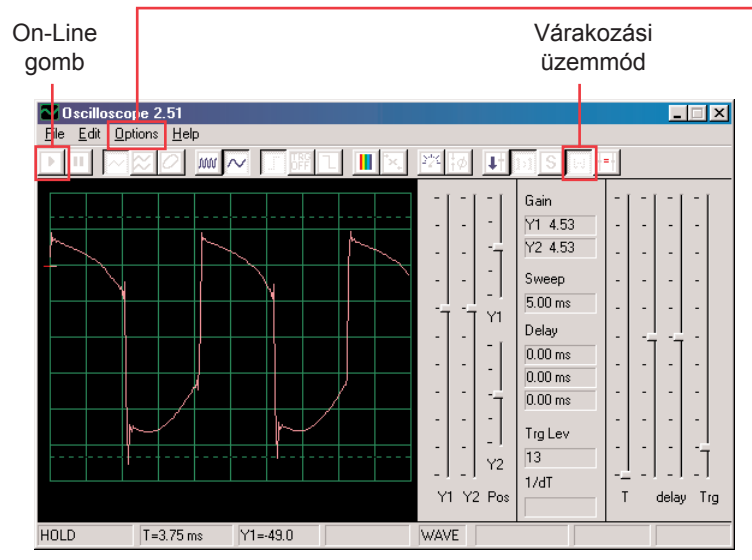 On-Line
gomb
Várakozási
üzemmód
Oscilloscope 2.51
File Edit Options Help
TRG
OFF
S
Gain
Y1 4.53
Y2 4.53
Sweep
5.00 ms
Delay
0.00 ms
0.00 ms
0.00 ms
Trg Lev
13
1/dT
Y1
Y2
Y1 Y2 Pos
T delay Trg
HOLD T=3.75 ms Y1=-49.0 WAVE